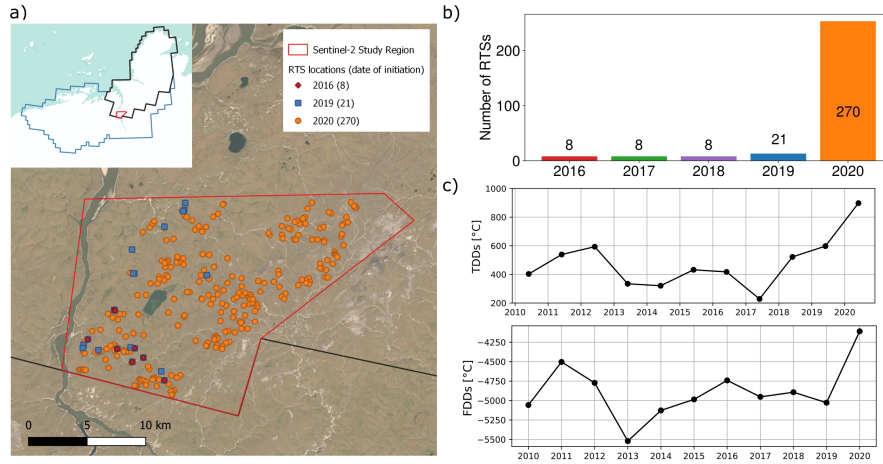 a)
Sentinel-2 Study Region
RTS locations (date of initiation)
2016 (8)
2019 (21)
2020 (270)
0 5 10 km
b)
Number of RTSs
200
100
0
8 8 8 21 270
2016 2017 2018 2019 2020
c)
TDDs [°C]
1000
800
600
400
200
2010 2011 2012 2013 2014 2015 2016 2017 2018 2019 2020
FDDs [°C]
−4250
−4500
−4750
−5000
−5250
−5500
2010 2011 2012 2013 2014 2015 2016 2017 2018 2019 2020